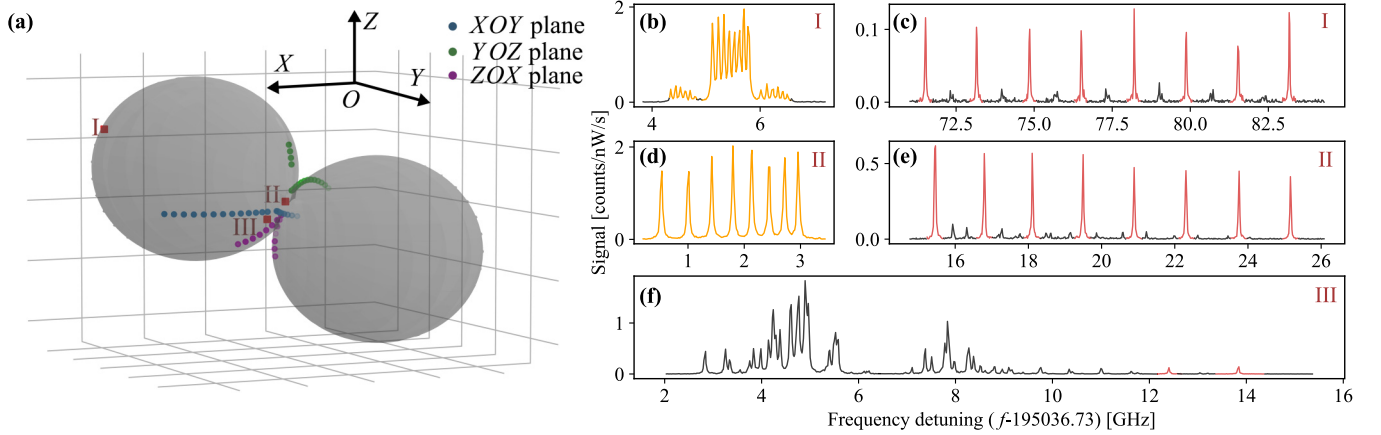 (a)
XOY plane
YOZ plane
ZOX plane
Z
X
Y
O
I
II
III
Signal [counts/nW/s]
(b)
I
2
0
4
6
(c)
I
0.1
0.0
72.5
75.0
77.5
80.0
82.5
(d)
II
2
0
1
2
3
(e)
II
0.5
0.0
16
18
20
22
24
26
(f)
III
1
0
2
4
6
8
10
12
14
16
Frequency detuning (f-195036.73) [GHz]